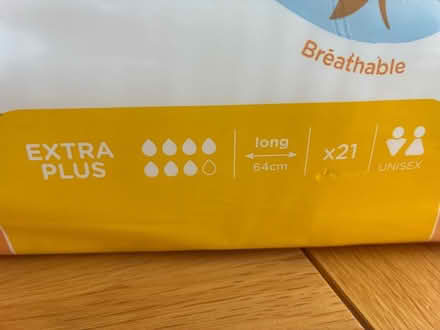 Breathable
EXTRA
PLUS
long
64cm
x21
UNISEX